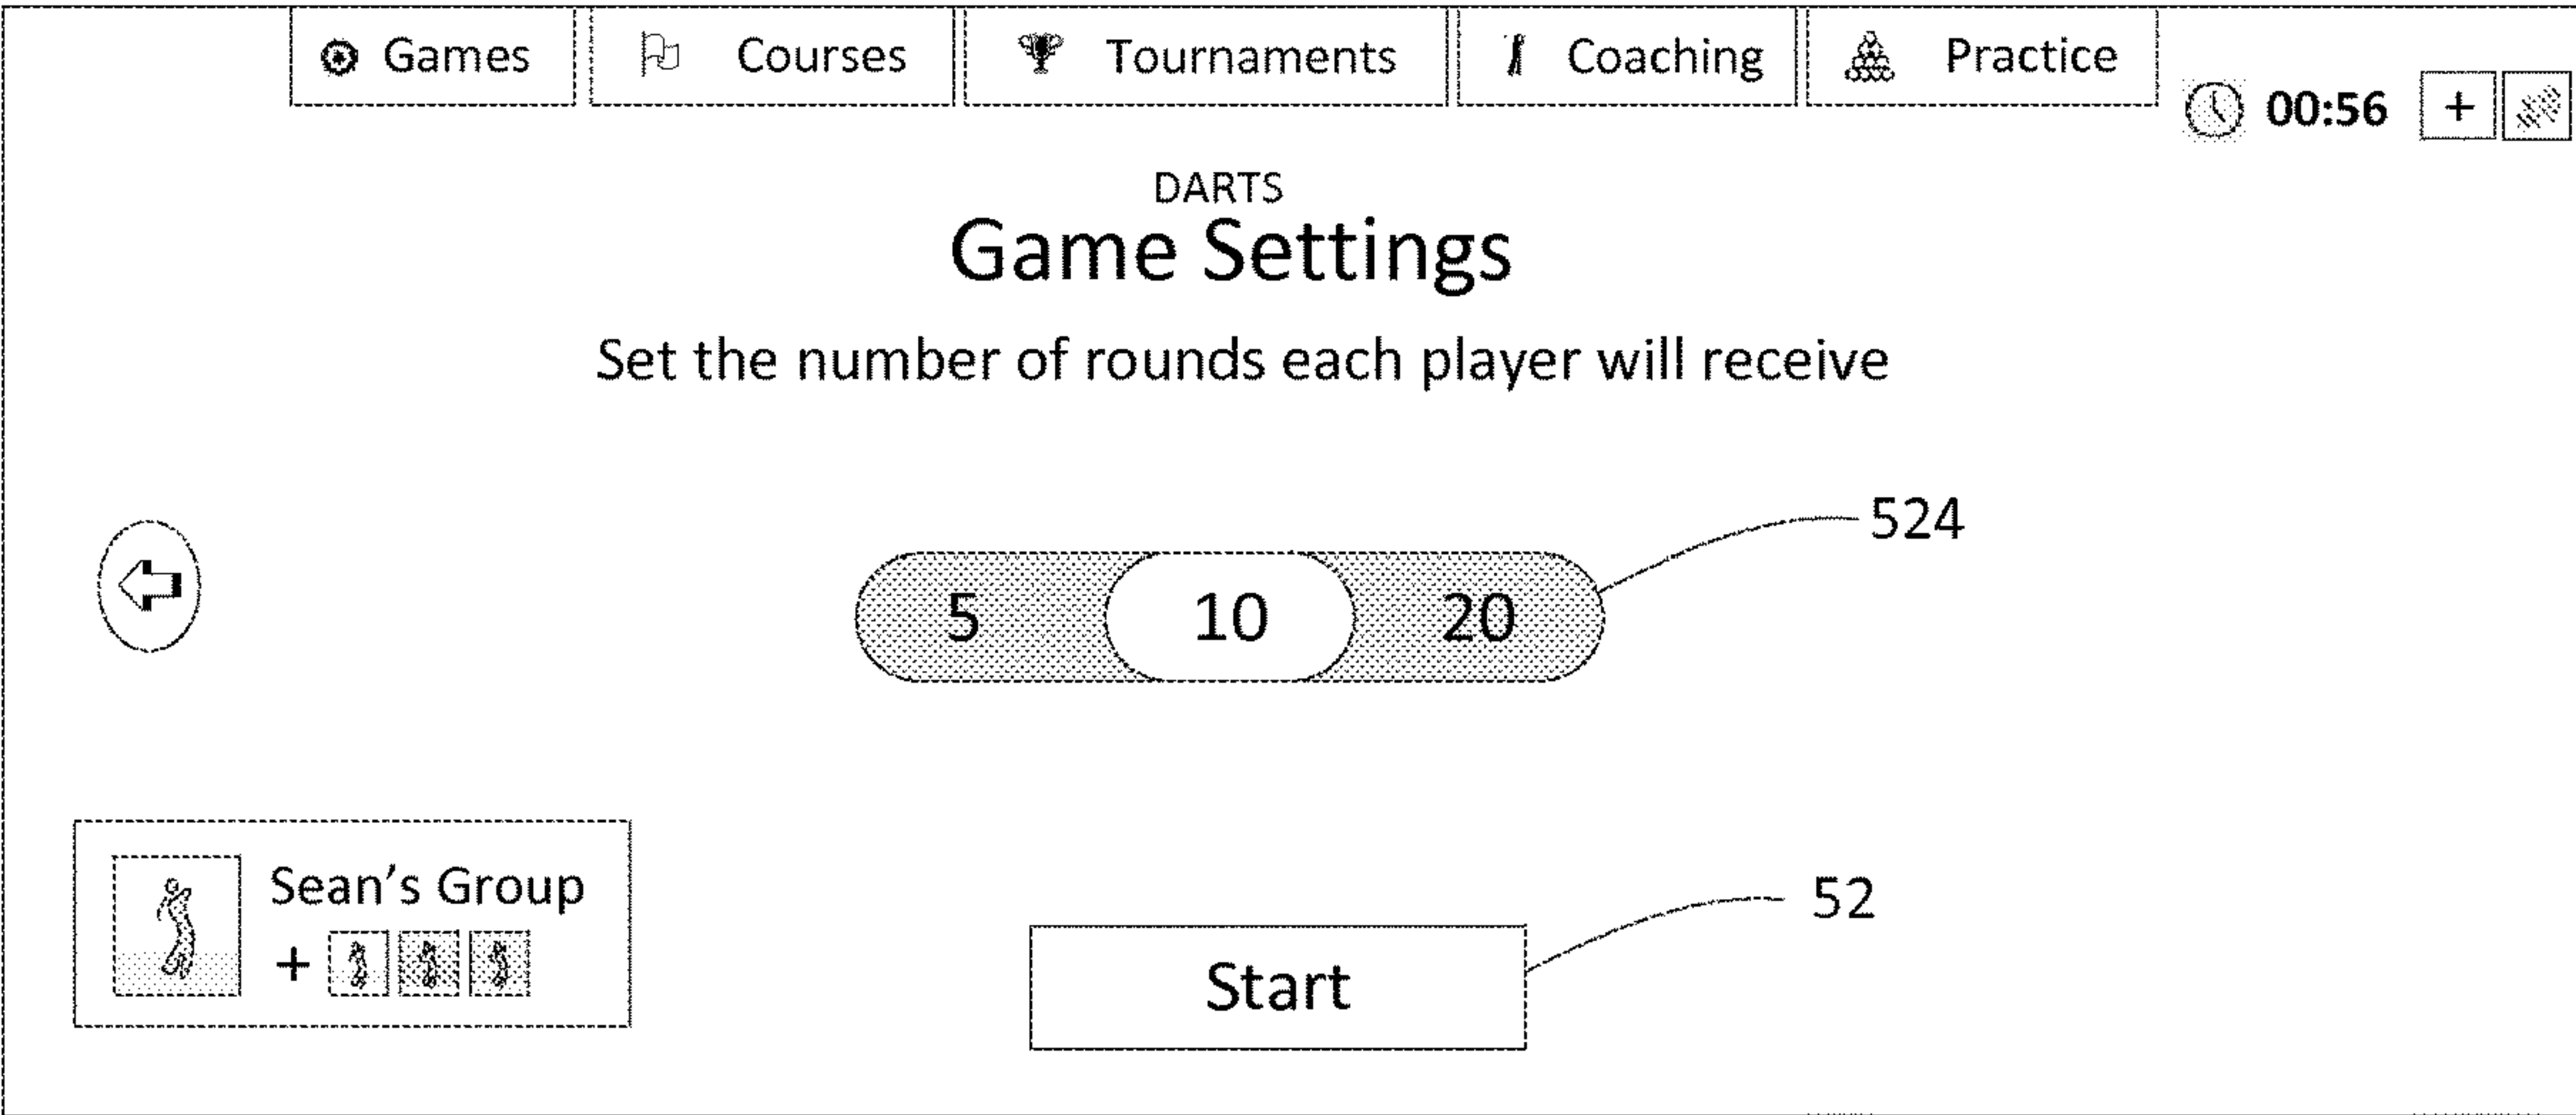 Games Courses Tournaments Coaching Practice
00:56 +
DARTS
Game Settings
Set the number of rounds each player will receive
524
5 10 20
Sean's Group
+
52
Start